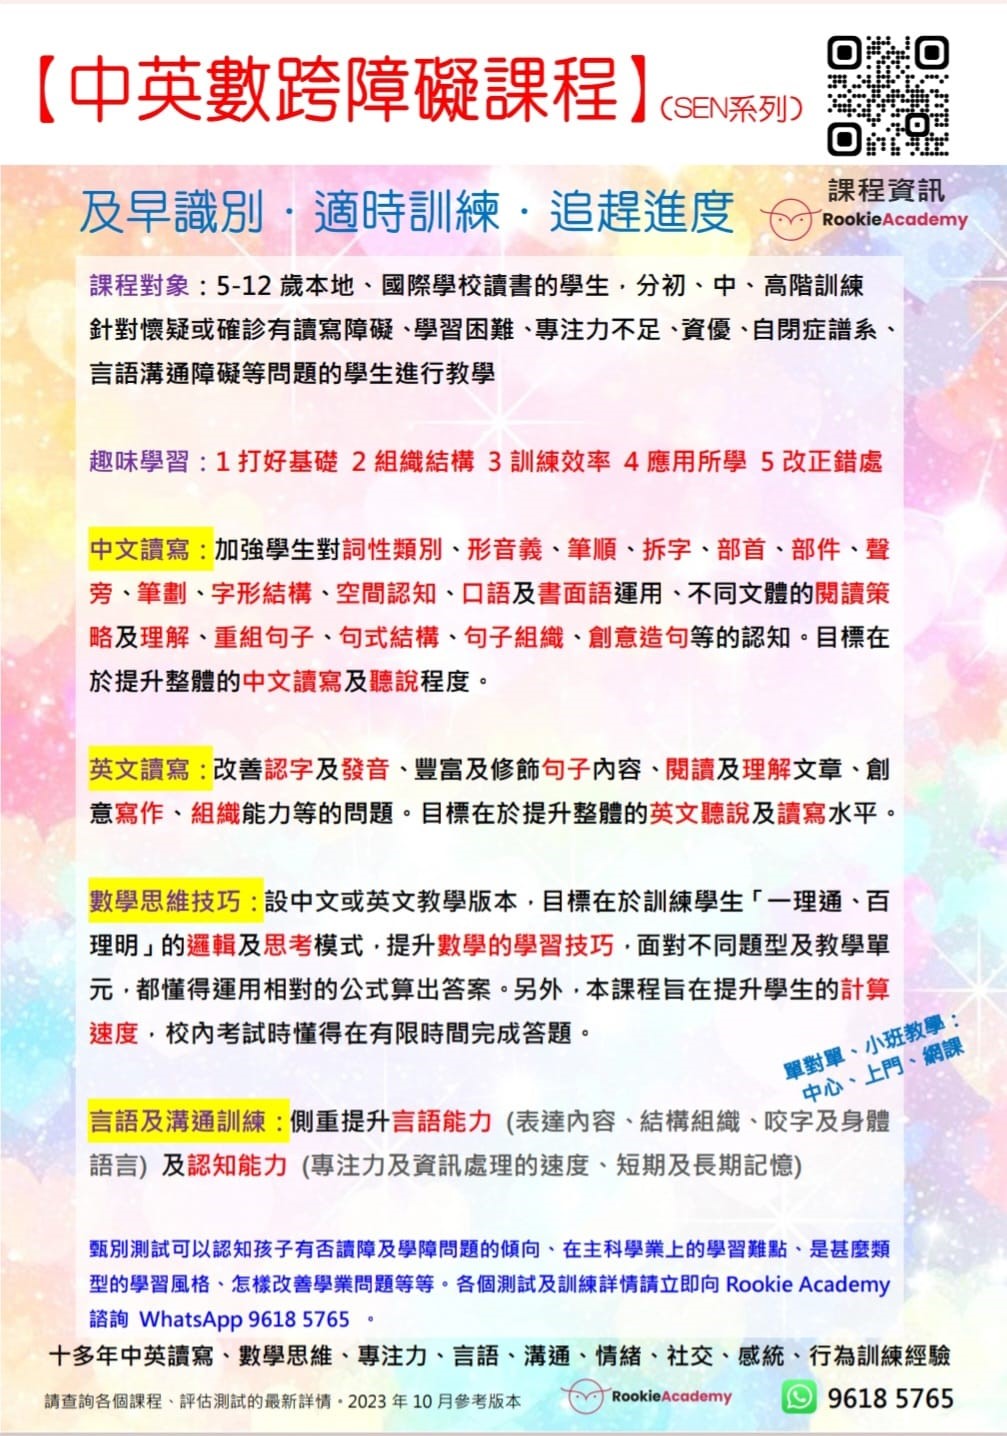 【中英數跨障礙課程】(SEN系列)
及早識別．適時訓練．追趕進度
課程資訊
RookieAcademy
課程對象：5-12 歲本地、國際學校讀書的學生，分初、中、高階訓練
針對懷疑或確診有讀寫障礙、學習困難、專注力不足、資優、自閉症譜系、
言語溝通障礙等問題的學生進行教學
趣味學習：1 打好基礎 2 組織結構 3 訓練效率 4 應用所學 5 改正錯處
中文讀寫：加強學生對詞性類別、形音義、筆順、拆字、部首、部件、聲
旁、筆劃、字形結構、空間認知、口語及書面語運用、不同文體的閱讀策
略及理解、重組句子、句式結構、句子組織、創意造句等的認知。目標在
於提升整體的中文讀寫及聽說程度。
英文讀寫：改善認字及發音、豐富及修飾句子內容、閱讀及理解文章、創
意寫作、組織能力等的問題。目標在於提升整體的英文聽說及讀寫水平。
數學思維技巧：設中文或英文教學版本，目標在於訓練學生「一理通、百
理明」的邏輯及思考模式，提升數學的學習技巧，面對不同題型及教學單
元，都懂得運用相對的公式算出答案。另外，本課程旨在提升學生的計算
速度，校內考試時懂得在有限時間完成答題。
單對單、小班教學：
中心、上門、網課
言語及溝通訓練：側重提升言語能力 (表達內容、結構組織、咬字及身體
語言) 及認知能力 (專注力及資訊處理的速度、短期及長期記憶)
甄別測試可以認知孩子有否讀障及學障問題的傾向、在主科學業上的學習難點、是甚麼類
型的學習風格、怎樣改善學業問題等等。各個測試及訓練詳情請立即向 Rookie Academy
諮詢 WhatsApp 9618 5765 。
十多年中英讀寫、數學思維、專注力、言語、溝通、情緒、社交、感統、行為訓練經驗
請查詢各個課程、評估測試的最新詳情。2023 年 10 月參考版本
RookieAcademy
9618 5765